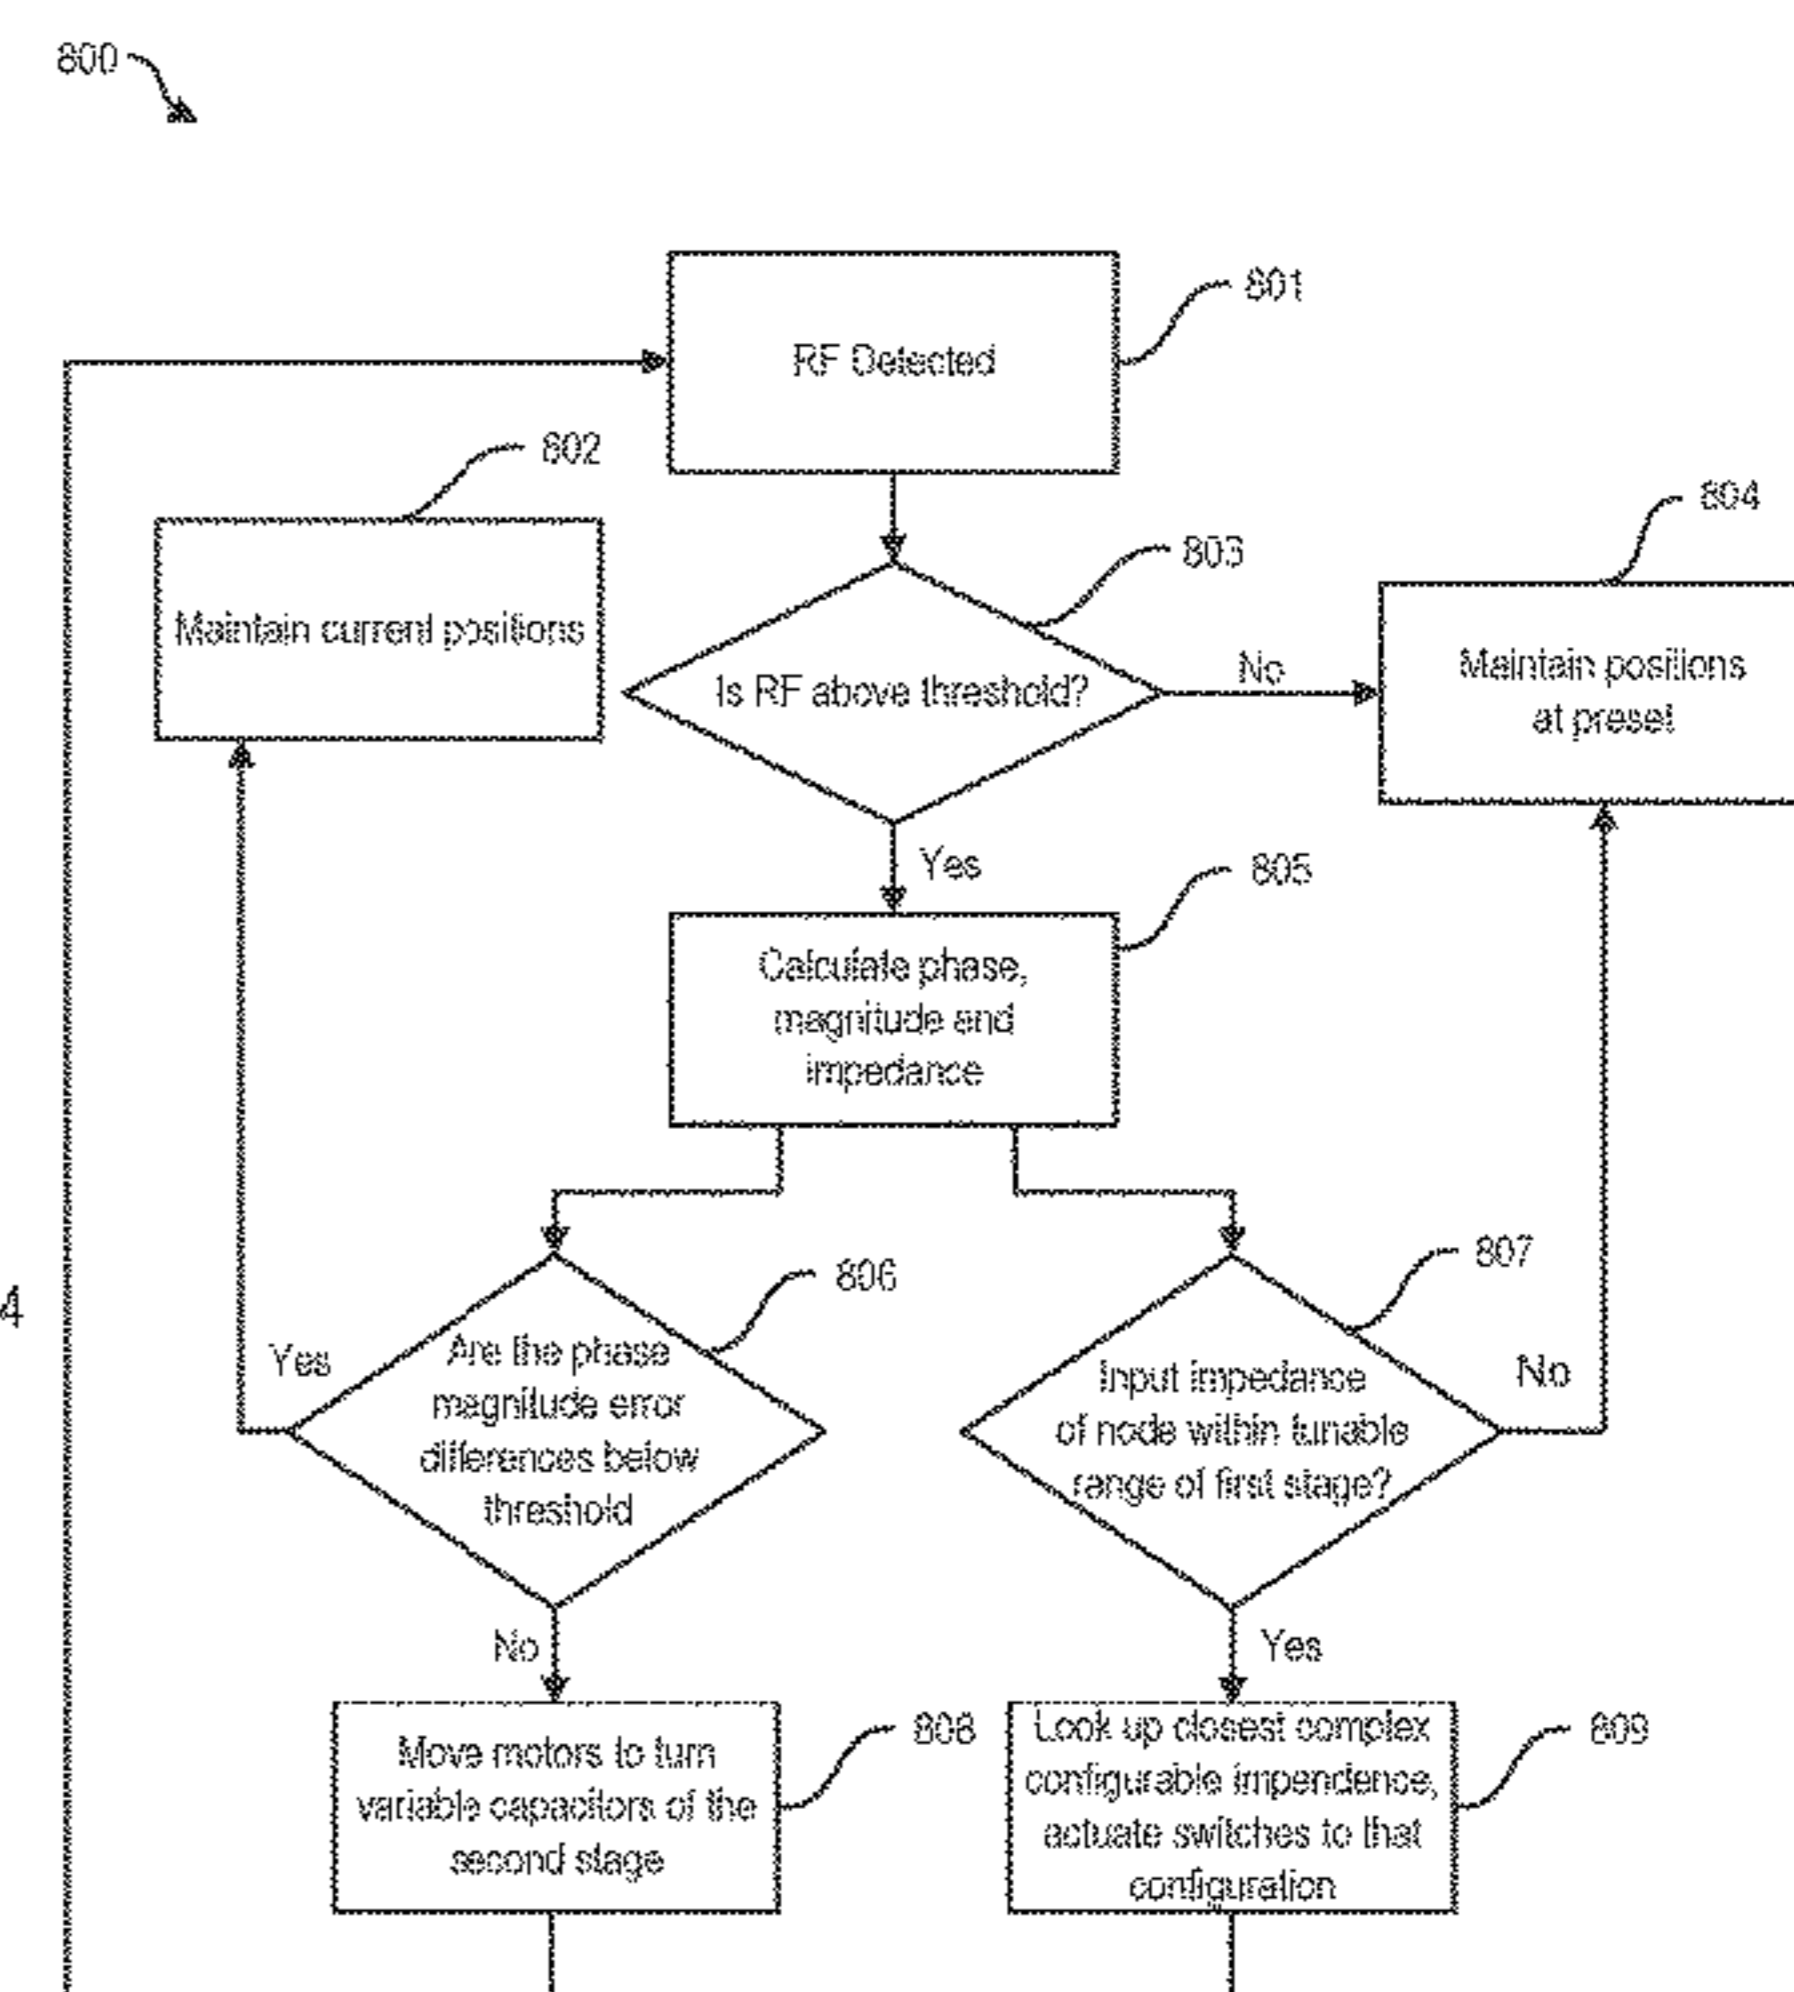 800
801
RF Detected
802
804
803
Maintain current positions
Is RF above threshold?
No
Maintain positions
at preset
Yes
805
Calculate phase,
magnitude and
impedance
806
807
4
Yes
Are the phase
magnitude error
differences below
threshold
Input impedance
of node within tunable
range of first stage?
No
No
Yes
808
809
Move motors to turn
variable capacitors of the
second stage
Look up closest complex
configurable impendence,
actuate switches to that
configuration